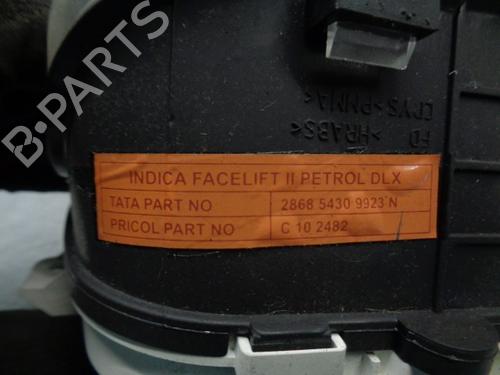 B-PARTS
CPYS>PMMA<
FD >HRABS<
INDICA FACELIFT II PETROL DLX
TATA PART NO 2868 5430 9923 N
PRICOL PART NO C 10 2482